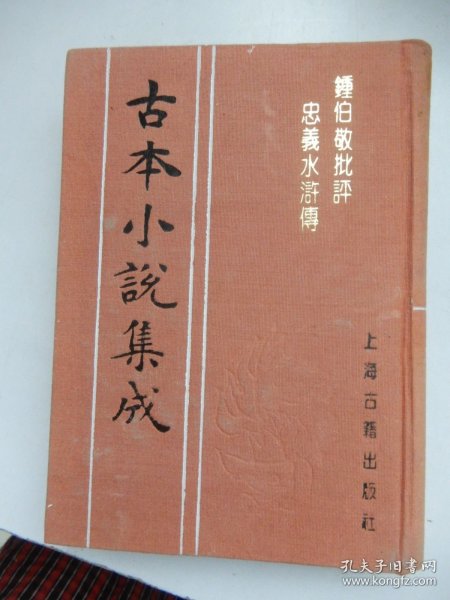 鍾伯敬批評
忠義水滸傳
古本小說集成
上海古籍出版社
孔夫子旧书网
www.kongfz.com